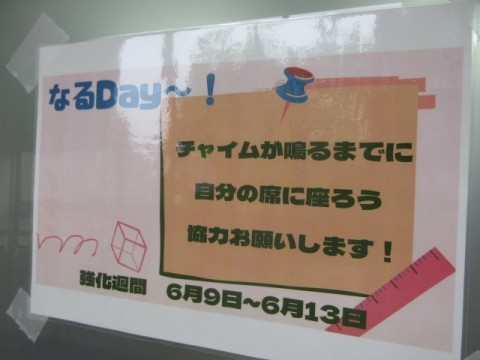 なるDay～！
チャイムが鳴るまでに
自分の席に座ろう
協力お願いします！
強化週間　6月9日～6月13日